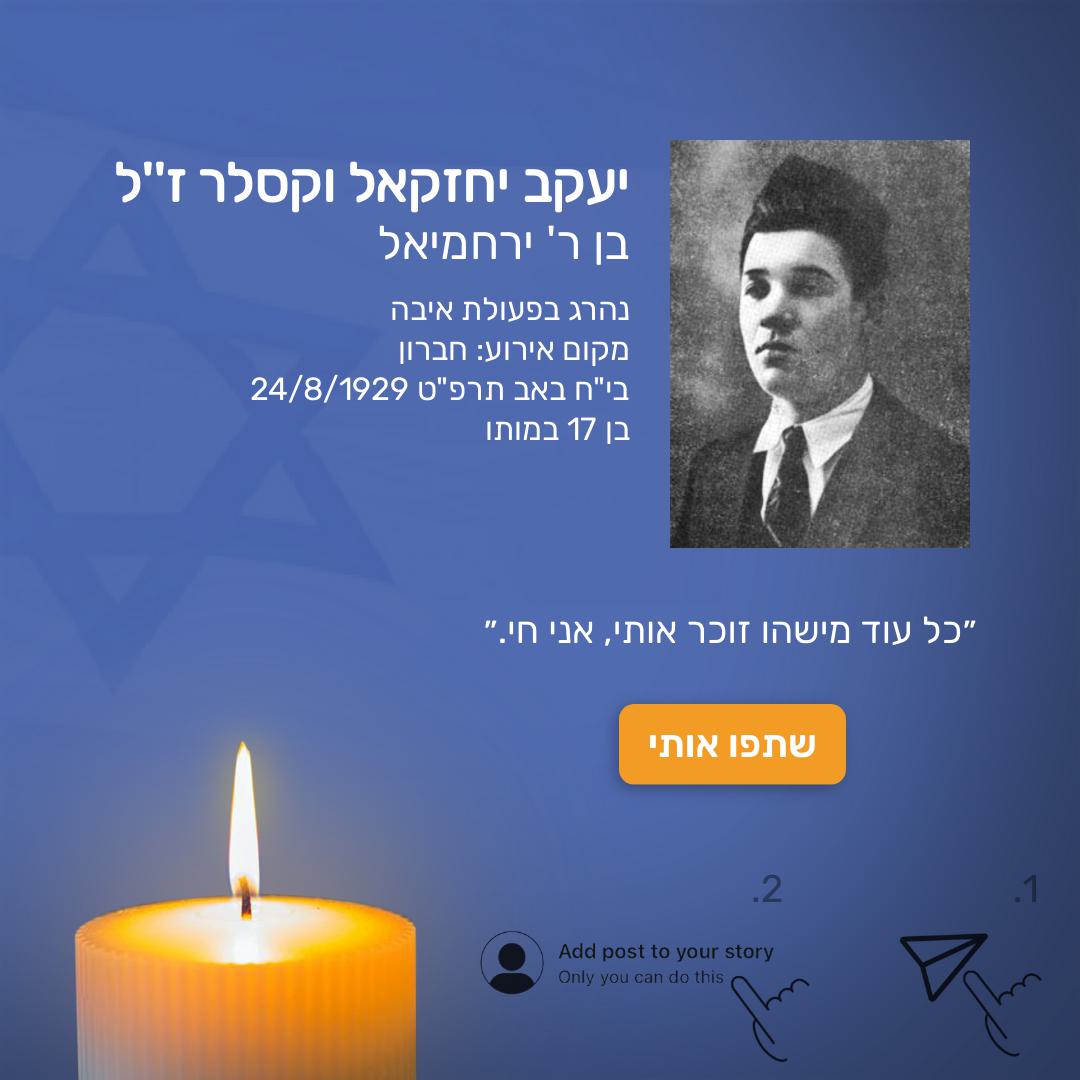 יעקב יחזקאל וקסלר ז"ל
בן ר' ירחמיאל
נהרג בפעולת איבה
מקום אירוע: חברון
בי"ח באב תרפ"ט 24/8/1929
בן 17 במותו
״כל עוד מישהו זוכר אותי, אני חי.״
שתפו אותי
.1
.2
Add post to your story
Only you can do this